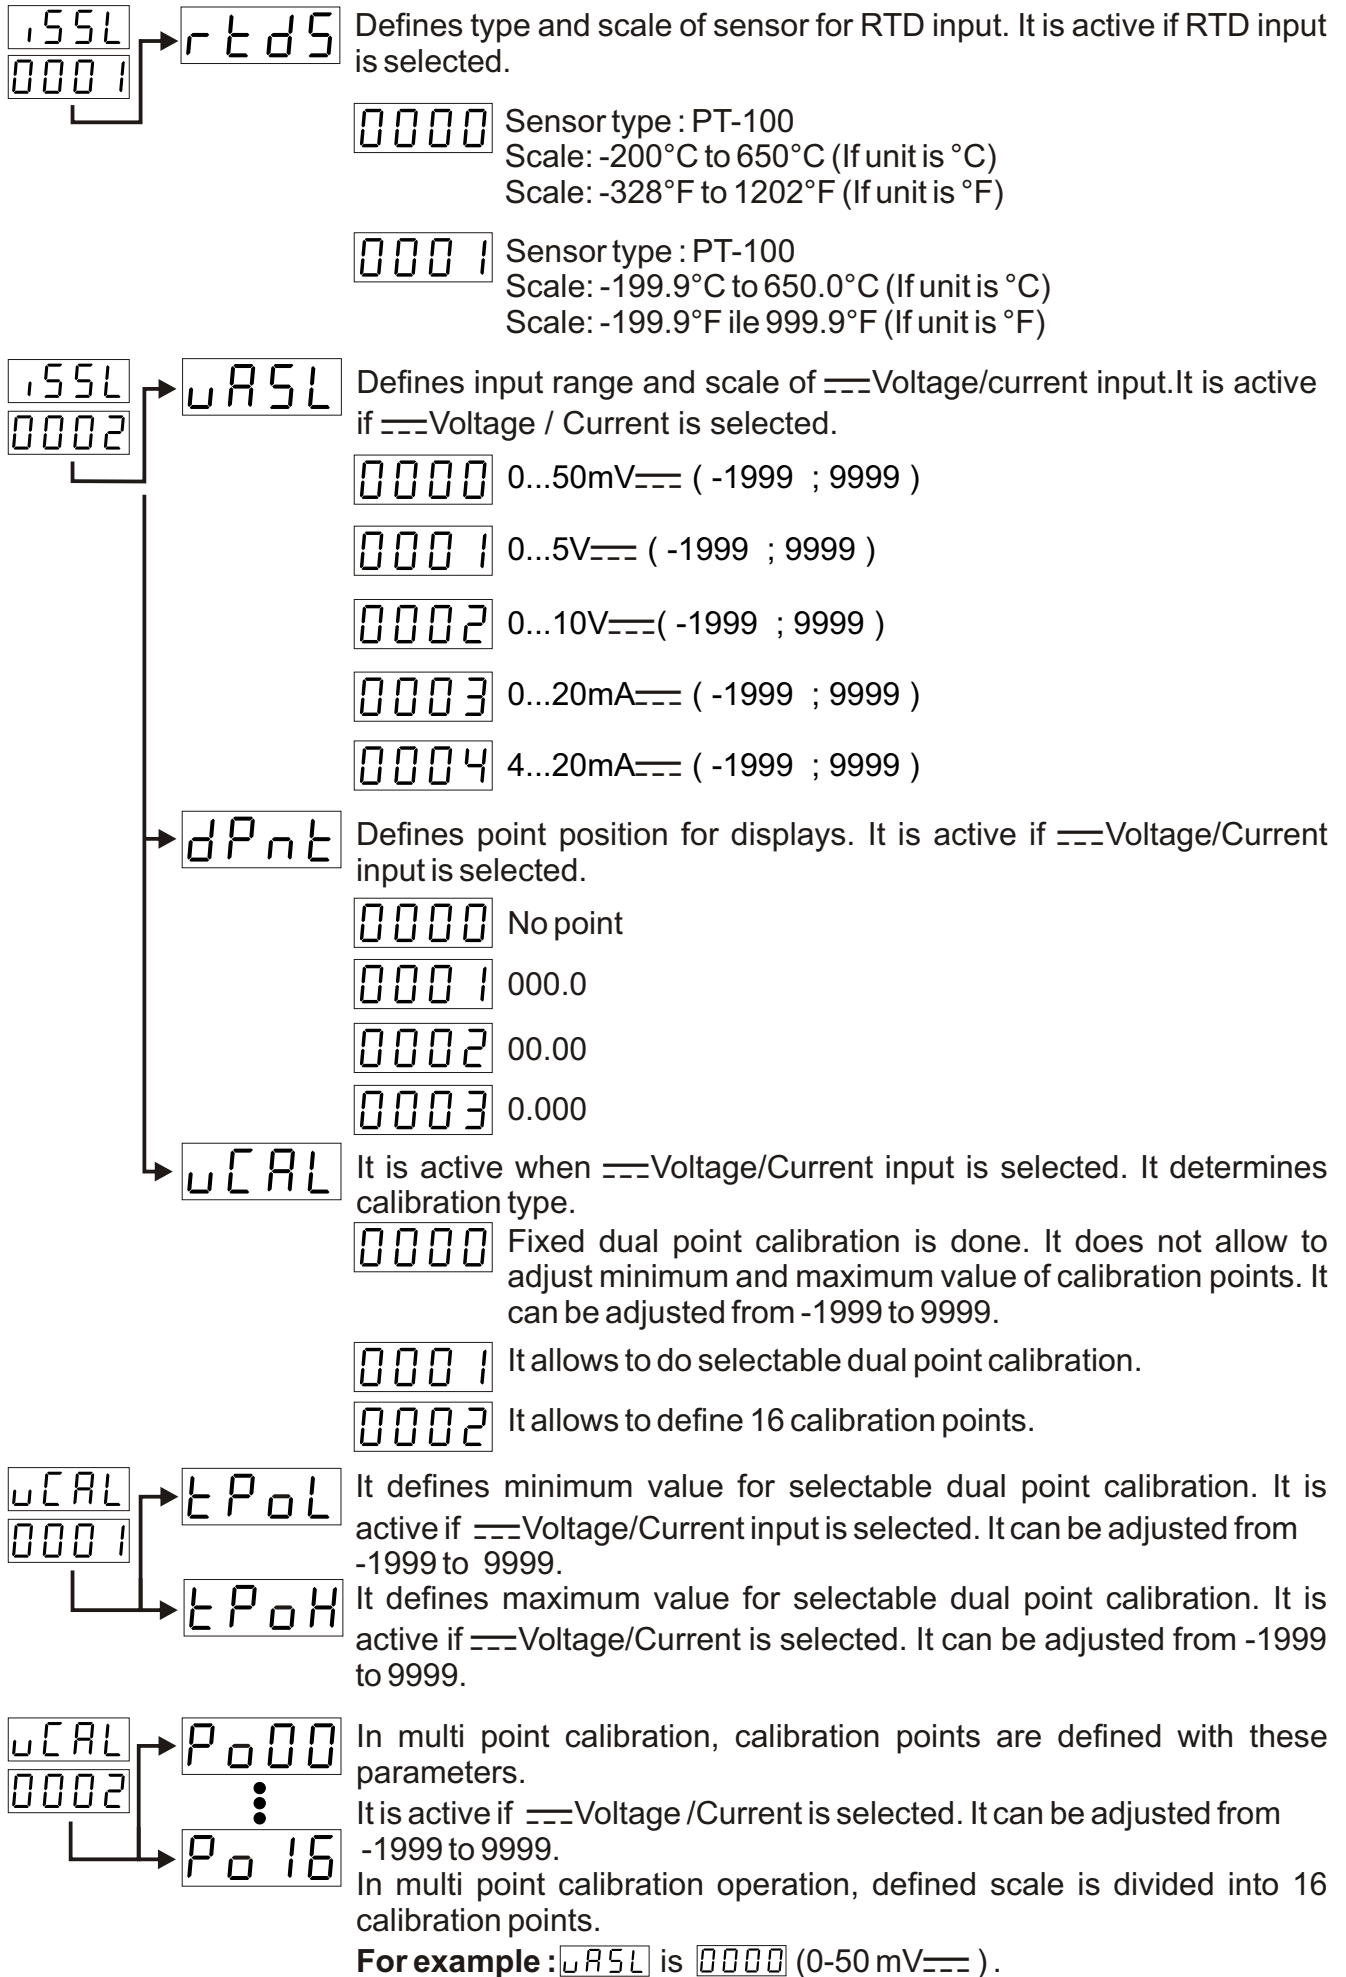 iSSL
0001
rtdS
Defines type and scale of sensor for RTD input. It is active if RTD input
is selected.
0000
Sensor type : PT-100
Scale: -200°C to 650°C (If unit is °C)
Scale: -328°F to 1202°F (If unit is °F)
0001
Sensor type : PT-100
Scale: -199.9°C to 650.0°C (If unit is °C)
Scale: -199.9°F ile 999.9°F (If unit is °F)
iSSL
0002
uASL
Defines input range and scale of ⎓Voltage/current input.It is active
if ⎓Voltage / Current is selected.
0000 0...50mV⎓ ( -1999 ; 9999 )
0001 0...5V⎓ ( -1999 ; 9999 )
0002 0...10V⎓( -1999 ; 9999 )
0003 0...20mA⎓ ( -1999 ; 9999 )
0004 4...20mA⎓ ( -1999 ; 9999 )
dPnt
Defines point position for displays. It is active if ⎓Voltage/Current
input is selected.
0000 No point
0001 000.0
0002 00.00
0003 0.000
uCAL
It is active when ⎓Voltage/Current input is selected. It determines
calibration type.
0000
Fixed dual point calibration is done. It does not allow to
adjust minimum and maximum value of calibration points. It
can be adjusted from -1999 to 9999.
0001 It allows to do selectable dual point calibration.
0002 It allows to define 16 calibration points.
uCAL
0001
tPoL
It defines minimum value for selectable dual point calibration. It is
active if ⎓Voltage/Current input is selected. It can be adjusted from
-1999 to 9999.
tPoH
It defines maximum value for selectable dual point calibration. It is
active if ⎓Voltage/Current is selected. It can be adjusted from -1999
to 9999.
uCAL
0002
Po00
In multi point calibration, calibration points are defined with these
parameters.
It is active if ⎓Voltage /Current is selected. It can be adjusted from
-1999 to 9999.
Po16
In multi point calibration operation, defined scale is divided into 16
calibration points.
For example : uASL is 0000 (0-50 mV⎓ ) .